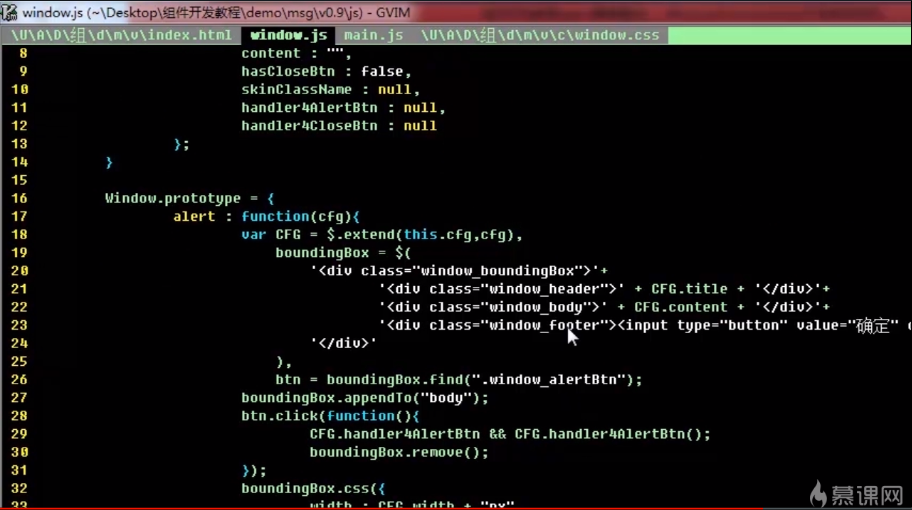 window.js (~\Desktop\组件开发教程\demo\msg\v0.9\js) - GVIM
\U\A\D\组\d\m\v\index.html window.js main.js \U\A\D\组\d\m\v\c\window.css
8 content : "",
9 hasCloseBtn : false,
10 skinClassName : null,
11 handler4AlertBtn : null,
12 handler4CloseBtn : null
13 };
14 }
15
16 Window.prototype = {
17 alert : function(cfg){
18 var CFG = $.extend(this.cfg,cfg),
19 boundingBox = $(
20 '<div class="window_boundingBox">'+
21 '<div class="window_header">' + CFG.title + '</div>'+
22 '<div class="window_body">' + CFG.content + '</div>'+
23 '<div class="window_footer"><input type="button" value="确定"
24 '</div>'
25 ),
26 btn = boundingBox.find(".window_alertBtn");
27 boundingBox.appendTo("body");
28 btn.click(function(){
29 CFG.handler4AlertBtn && CFG.handler4AlertBtn();
30 boundingBox.remove();
31 });
32 boundingBox.css({
33 width : CFG.width + "px"
慕课网